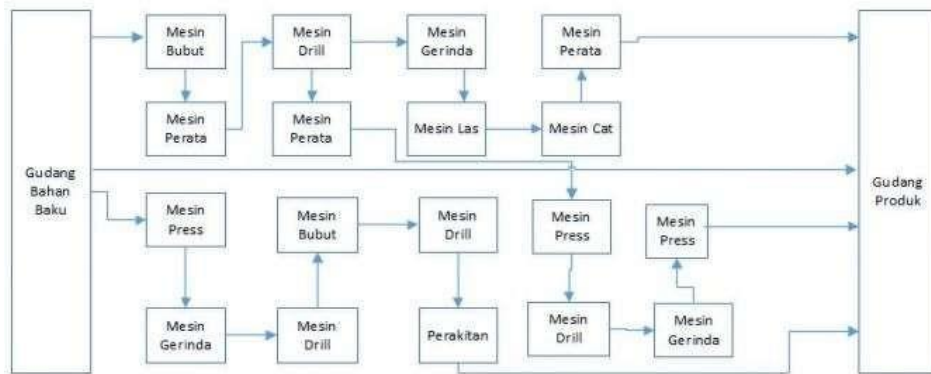 Gudang
Bahan
Baku
Mesin
Bubut
Mesin
Drill
Mesin
Gerinda
Mesin
Perata
Mesin
Perata
Mesin
Perata
Mesin Las
Mesin Cat
Mesin
Press
Mesin
Bubut
Mesin
Drill
Mesin
Press
Mesin
Press
Mesin
Gerinda
Mesin
Drill
Perakitan
Mesin
Drill
Mesin
Gerinda
Gudang
Produk